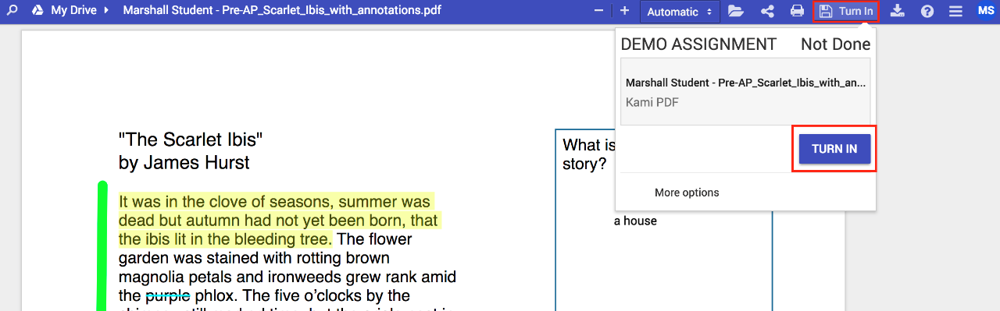 My Drive Marshall Student - Pre-AP_Scarlet_Ibis_with_annotations.pdf
Automatic
Turn In
MS
DEMO ASSIGNMENT Not Done
Marshall Student - Pre-AP_Scarlet_Ibis_with_an...
Kami PDF
TURN IN
More options
"The Scarlet Ibis"
by James Hurst
It was in the clove of seasons, summer was
dead but autumn had not yet been born, that
the ibis lit in the bleeding tree. The flower
garden was stained with rotting brown
magnolia petals and ironweeds grew rank amid
the purple phlox. The five o’clocks by the
What is
story?
a house